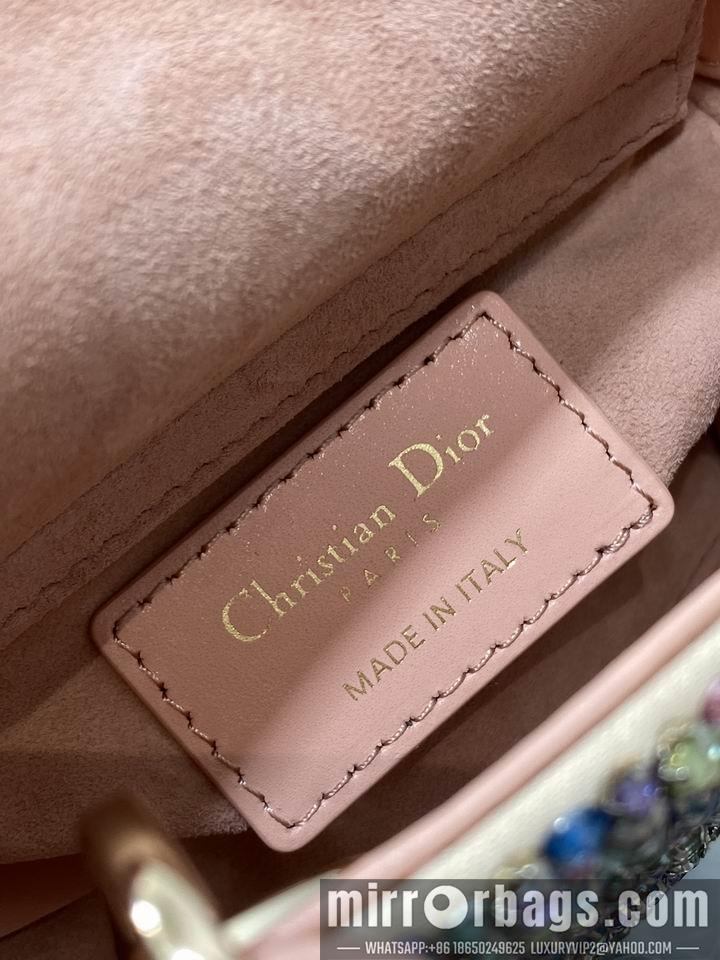 Christian Dior
PARIS
MADE IN ITALY
mirrorbags.com
WHATSAPP:+86 18650249625 LUXURYVIP2@YAHOO.COM